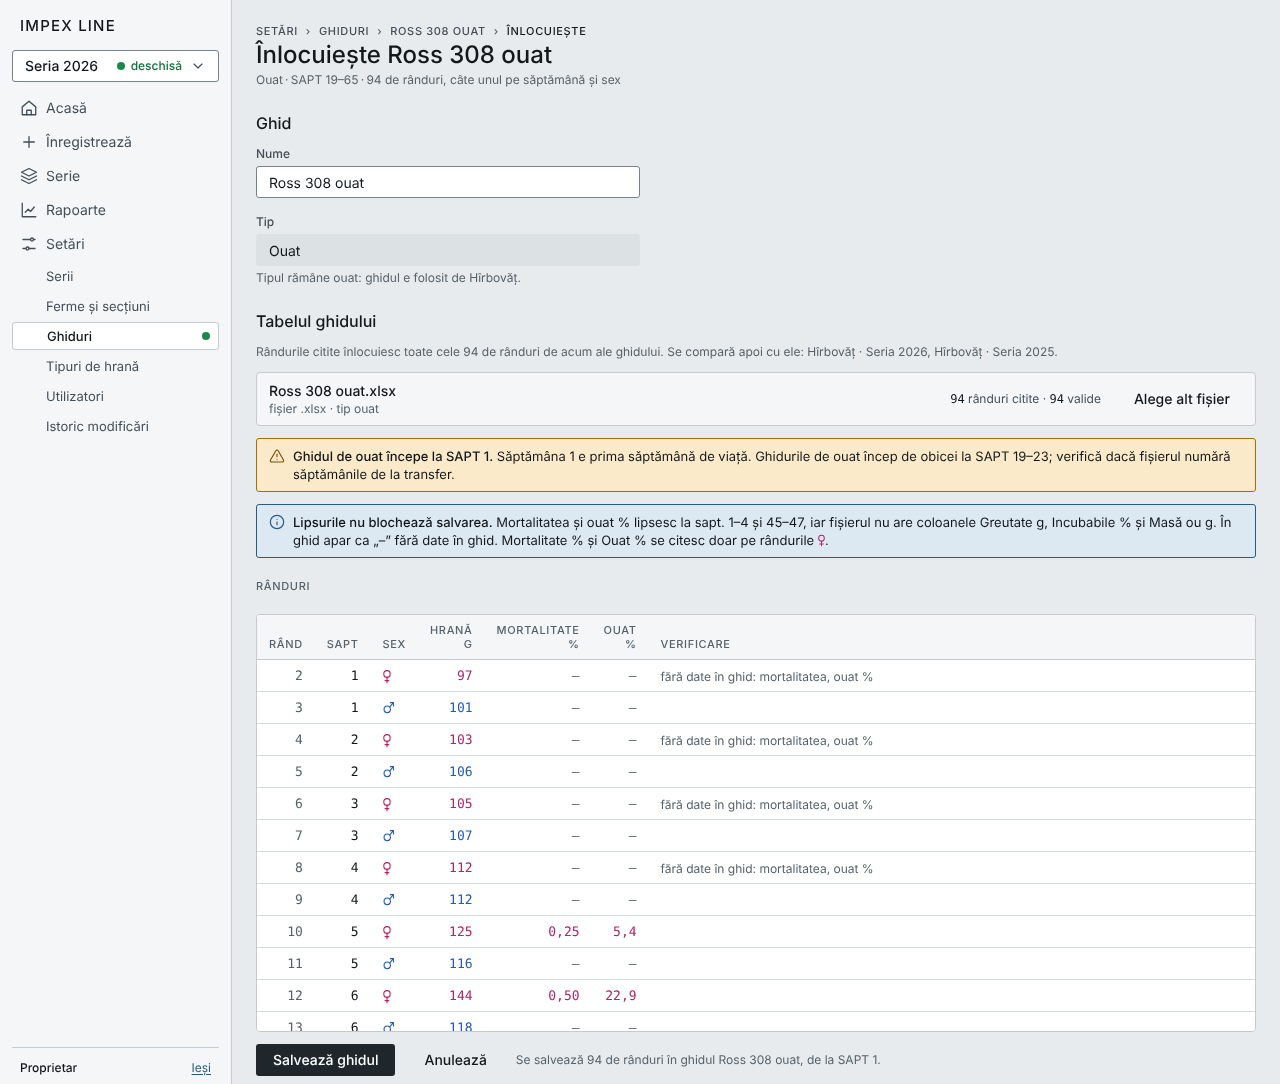 IMPEX LINE
Seria 2026 deschisă
Acasă
Înregistrează
Serie
Rapoarte
Setări
Serii
Ferme și secțiuni
Ghiduri
Tipuri de hrană
Utilizatori
Istoric modificări
Proprietar Ieși
SETĂRI › GHIDURI › ROSS 308 OUAT › ÎNLOCUIEȘTE
Înlocuiește Ross 308 ouat
Ouat · SAPT 19–65 · 94 de rânduri, câte unul pe săptămână și sex
Ghid
Nume
Ross 308 ouat
Tip
Ouat
Tipul rămâne ouat: ghidul e folosit de Hîrbovăț.
Tabelul ghidului
Rândurile citite înlocuiesc toate cele 94 de rânduri de acum ale ghidului. Se compară apoi cu ele: Hîrbovăț · Seria 2026, Hîrbovăț · Seria 2025.
Ross 308 ouat.xlsx
fișier .xlsx · tip ouat
94 rânduri citite · 94 valide
Alege alt fișier
Ghidul de ouat începe la SAPT 1. Săptămâna 1 e prima săptămână de viață. Ghidurile de ouat încep de obicei la SAPT 19–23; verifică dacă fișierul numără
săptămânile de la transfer.
Lipsurile nu blochează salvarea. Mortalitatea și ouat % lipsesc la sapt. 1–4 și 45–47, iar fișierul nu are coloanele Greutate g, Incubabile % și Masă ou g. În
ghid apar ca „–” fără date în ghid. Mortalitate % și Ouat % se citesc doar pe rândurile ♀.
RÂNDURI
RÂND SAPT SEX HRANĂ G MORTALITATE % OUAT % VERIFICARE
2 1 ♀ 97 – – fără date în ghid: mortalitatea, ouat %
3 1 ♂ 101 – –
4 2 ♀ 103 – – fără date în ghid: mortalitatea, ouat %
5 2 ♂ 106 – –
6 3 ♀ 105 – – fără date în ghid: mortalitatea, ouat %
7 3 ♂ 107 – –
8 4 ♀ 112 – – fără date în ghid: mortalitatea, ouat %
9 4 ♂ 112 – –
10 5 ♀ 125 0,25 5,4
11 5 ♂ 116 – –
12 6 ♀ 144 0,50 22,9
13 6 ♂ 118 – –
Salvează ghidul
Anulează
Se salvează 94 de rânduri în ghidul Ross 308 ouat, de la SAPT 1.